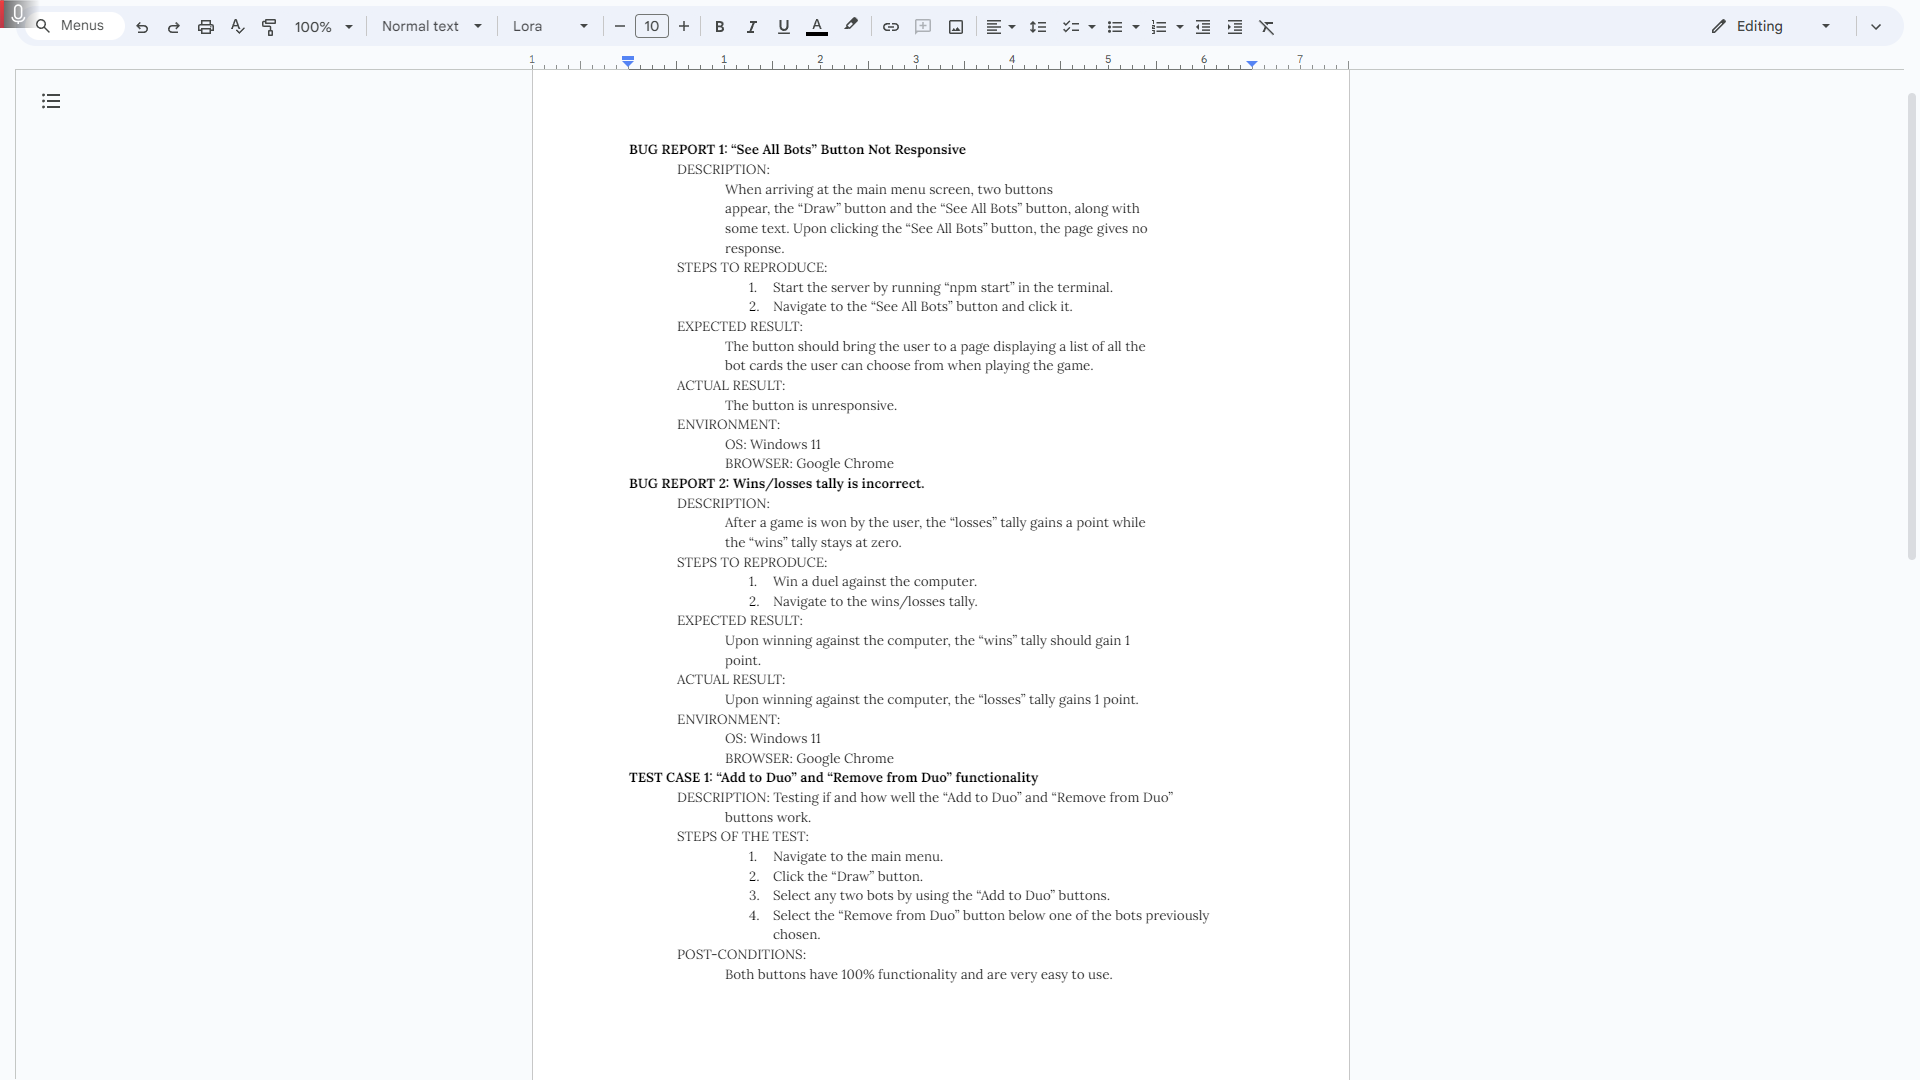 Menus 100% Normal text Lora 10 Editing
1 1 2 3 4 5 6 7
BUG REPORT 1: “See All Bots” Button Not Responsive
DESCRIPTION:
When arriving at the main menu screen, two buttons
appear, the “Draw” button and the “See All Bots” button, along with
some text. Upon clicking the “See All Bots” button, the page gives no
response.
STEPS TO REPRODUCE:
1. Start the server by running “npm start” in the terminal.
2. Navigate to the “See All Bots” button and click it.
EXPECTED RESULT:
The button should bring the user to a page displaying a list of all the
bot cards the user can choose from when playing the game.
ACTUAL RESULT:
The button is unresponsive.
ENVIRONMENT:
OS: Windows 11
BROWSER: Google Chrome
BUG REPORT 2: Wins/losses tally is incorrect.
DESCRIPTION:
After a game is won by the user, the “losses” tally gains a point while
the “wins” tally stays at zero.
STEPS TO REPRODUCE:
1. Win a duel against the computer.
2. Navigate to the wins/losses tally.
EXPECTED RESULT:
Upon winning against the computer, the “wins” tally should gain 1
point.
ACTUAL RESULT:
Upon winning against the computer, the “losses” tally gains 1 point.
ENVIRONMENT:
OS: Windows 11
BROWSER: Google Chrome
TEST CASE 1: “Add to Duo” and “Remove from Duo” functionality
DESCRIPTION: Testing if and how well the “Add to Duo” and “Remove from Duo”
buttons work.
STEPS OF THE TEST:
1. Navigate to the main menu.
2. Click the “Draw” button.
3. Select any two bots by using the “Add to Duo” buttons.
4. Select the “Remove from Duo” button below one of the bots previously
chosen.
POST-CONDITIONS:
Both buttons have 100% functionality and are very easy to use.